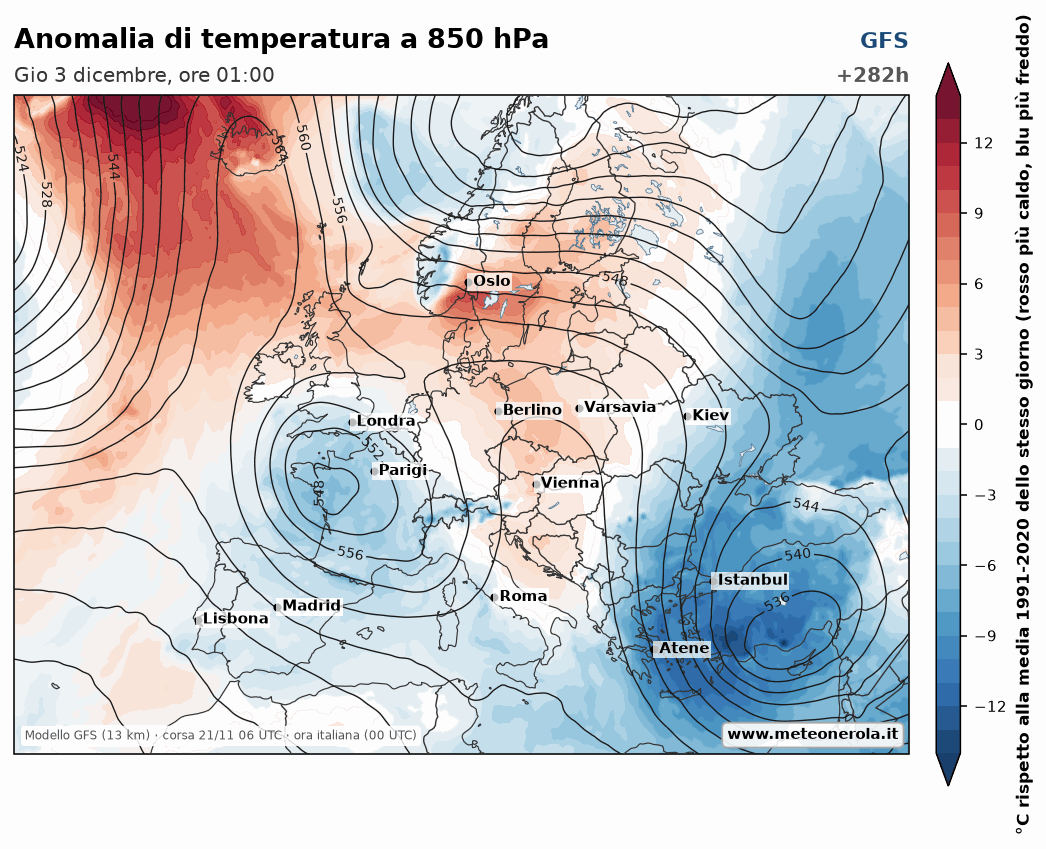 Anomalia di temperatura a 850 hPa
GFS
Gio 3 dicembre, ore 01:00
+282h
524
528
544
564
560
556
548
Oslo
Londra
Berlino
Varsavia
Kiev
Parigi
Vienna
548
556
544
540
536
Istanbul
Roma
Madrid
Lisbona
Atene
Modello GFS (13 km) · corsa 21/11 06 UTC · ora italiana (00 UTC)
www.meteonerola.it
12
9
6
3
0
−3
−6
−9
−12
°C rispetto alla media 1991-2020 dello stesso giorno (rosso più caldo, blu più freddo)